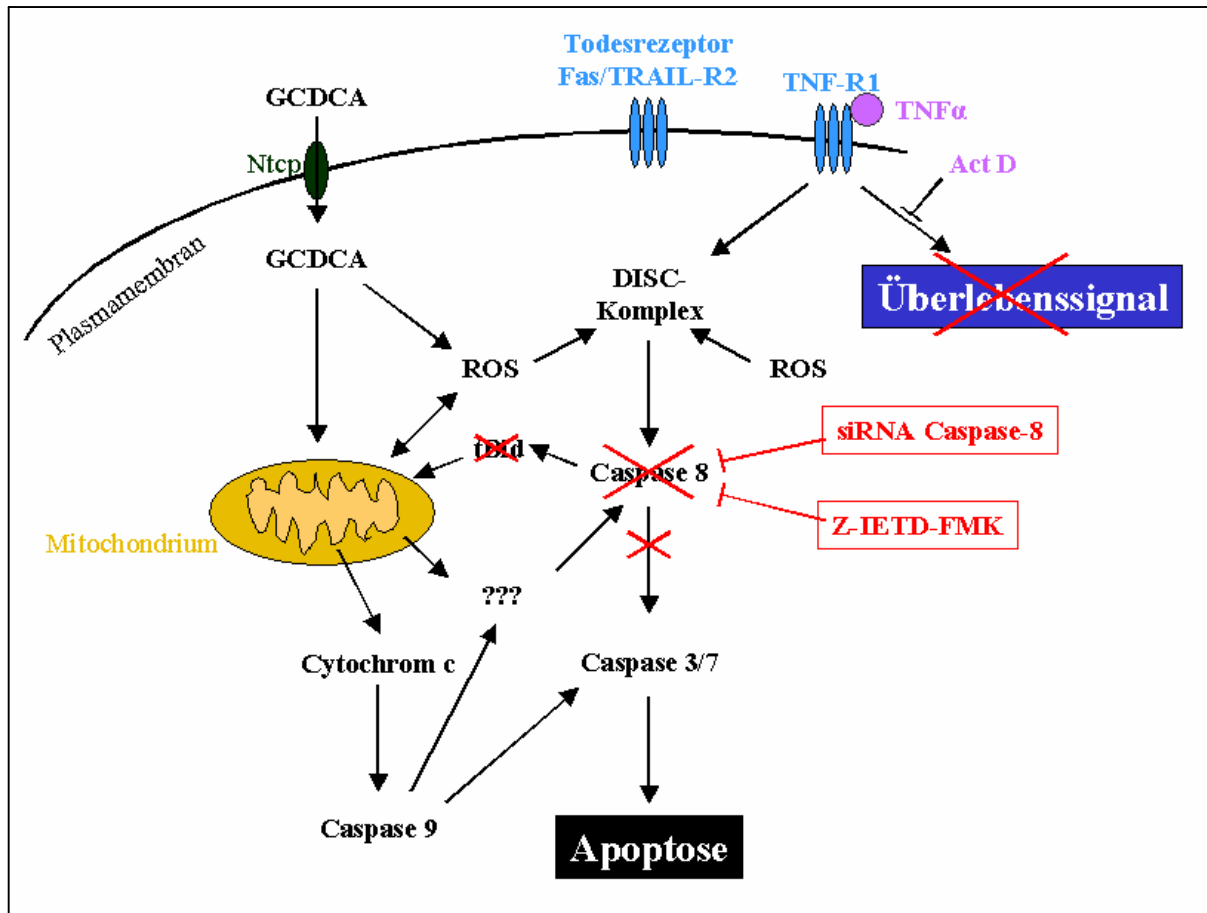 Todesrezeptor
Fas/TRAIL-R2
TNF-R1
GCDCA
TNFα
Ntcp
Act D
Plasmamembran
GCDCA
DISC-
Komplex
Überlebenssignal
ROS
ROS
siRNA Caspase-8
tBid
Caspase 8
Z-IETD-FMK
Mitochondrium
???
Cytochrom c
Caspase 3/7
Caspase 9
Apoptose